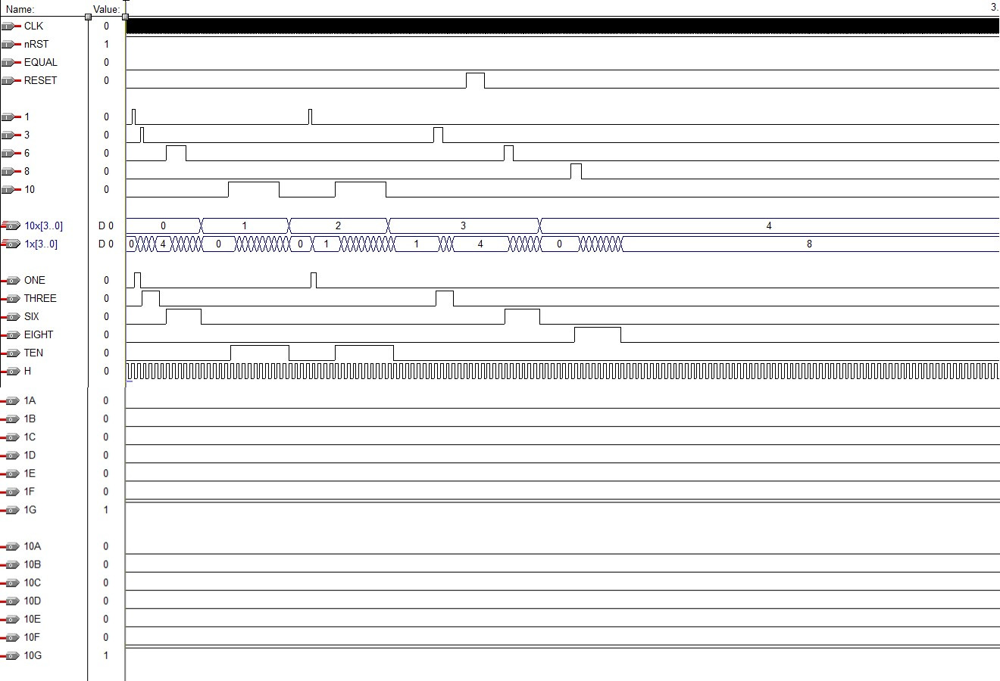 Name: Value: 3.
CLK 0
nRST 1
EQUAL 0
RESET 0
1 0
3 0
6 0
8 0
10 0
10x[3..0] D 0 0 1 2 3 4
1x[3..0] D 0 0 4 0 0 1 1 4 0 8
ONE 0
THREE 0
SIX 0
EIGHT 0
TEN 0
H 0
1A 0
1B 0
1C 0
1D 0
1E 0
1F 0
1G 1
10A 0
10B 0
10C 0
10D 0
10E 0
10F 0
10G 1